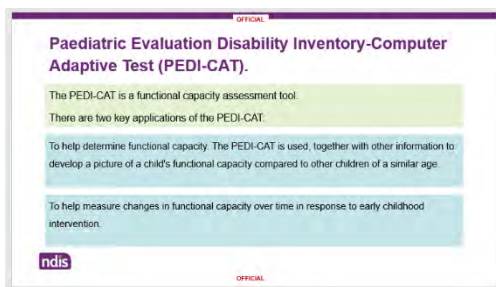 OFFICIAL
Paediatric Evaluation Disability Inventory-Computer
Adaptive Test (PEDI-CAT).
The PEDI-CAT is a functional capacity assessment tool.
There are two key applications of the PEDI-CAT:
To help determine functional capacity. The PEDI-CAT is used, together with other information to
develop a picture of a child's functional capacity compared to other children of a similar age.
To help measure changes in functional capacity over time in response to early childhood
intervention.
ndis
OFFICIAL